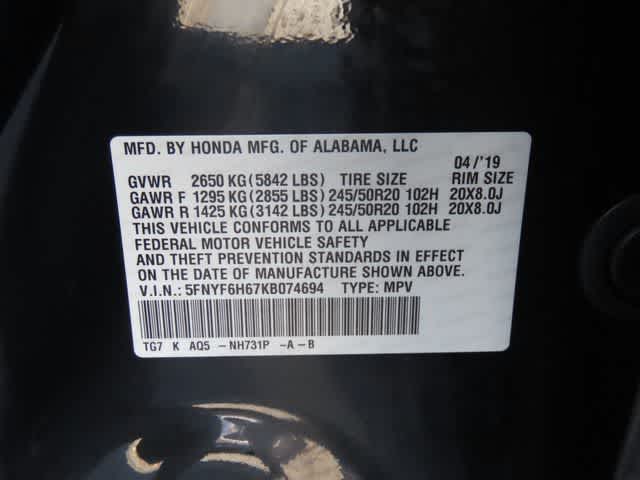 MFD. BY HONDA MFG. OF ALABAMA, LLC
04/'19
GVWR 2650 KG (5842 LBS) TIRE SIZE RIM SIZE
GAWR F 1295 KG (2855 LBS) 245/50R20 102H 20X8.0J
GAWR R 1425 KG (3142 LBS) 245/50R20 102H 20X8.0J
THIS VEHICLE CONFORMS TO ALL APPLICABLE
FEDERAL MOTOR VEHICLE SAFETY
AND THEFT PREVENTION STANDARDS IN EFFECT
ON THE DATE OF MANUFACTURE SHOWN ABOVE.
V.I.N.: 5FNYF6H67KB074694 TYPE: MPV
TG7 K AQ5 -NH731P -A-B